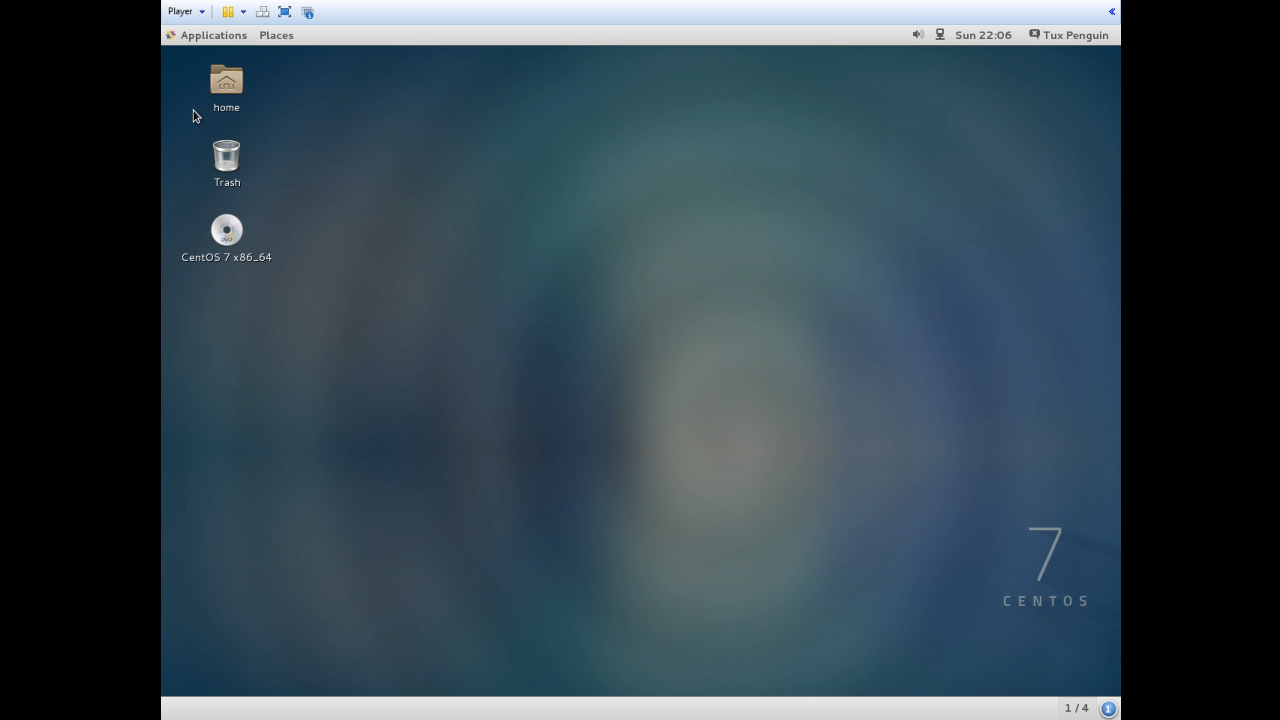 Player
Applications Places Sun 22:06 Tux Penguin
home
Trash
CentOS 7 x86_64
7
CENTOS
1 / 4